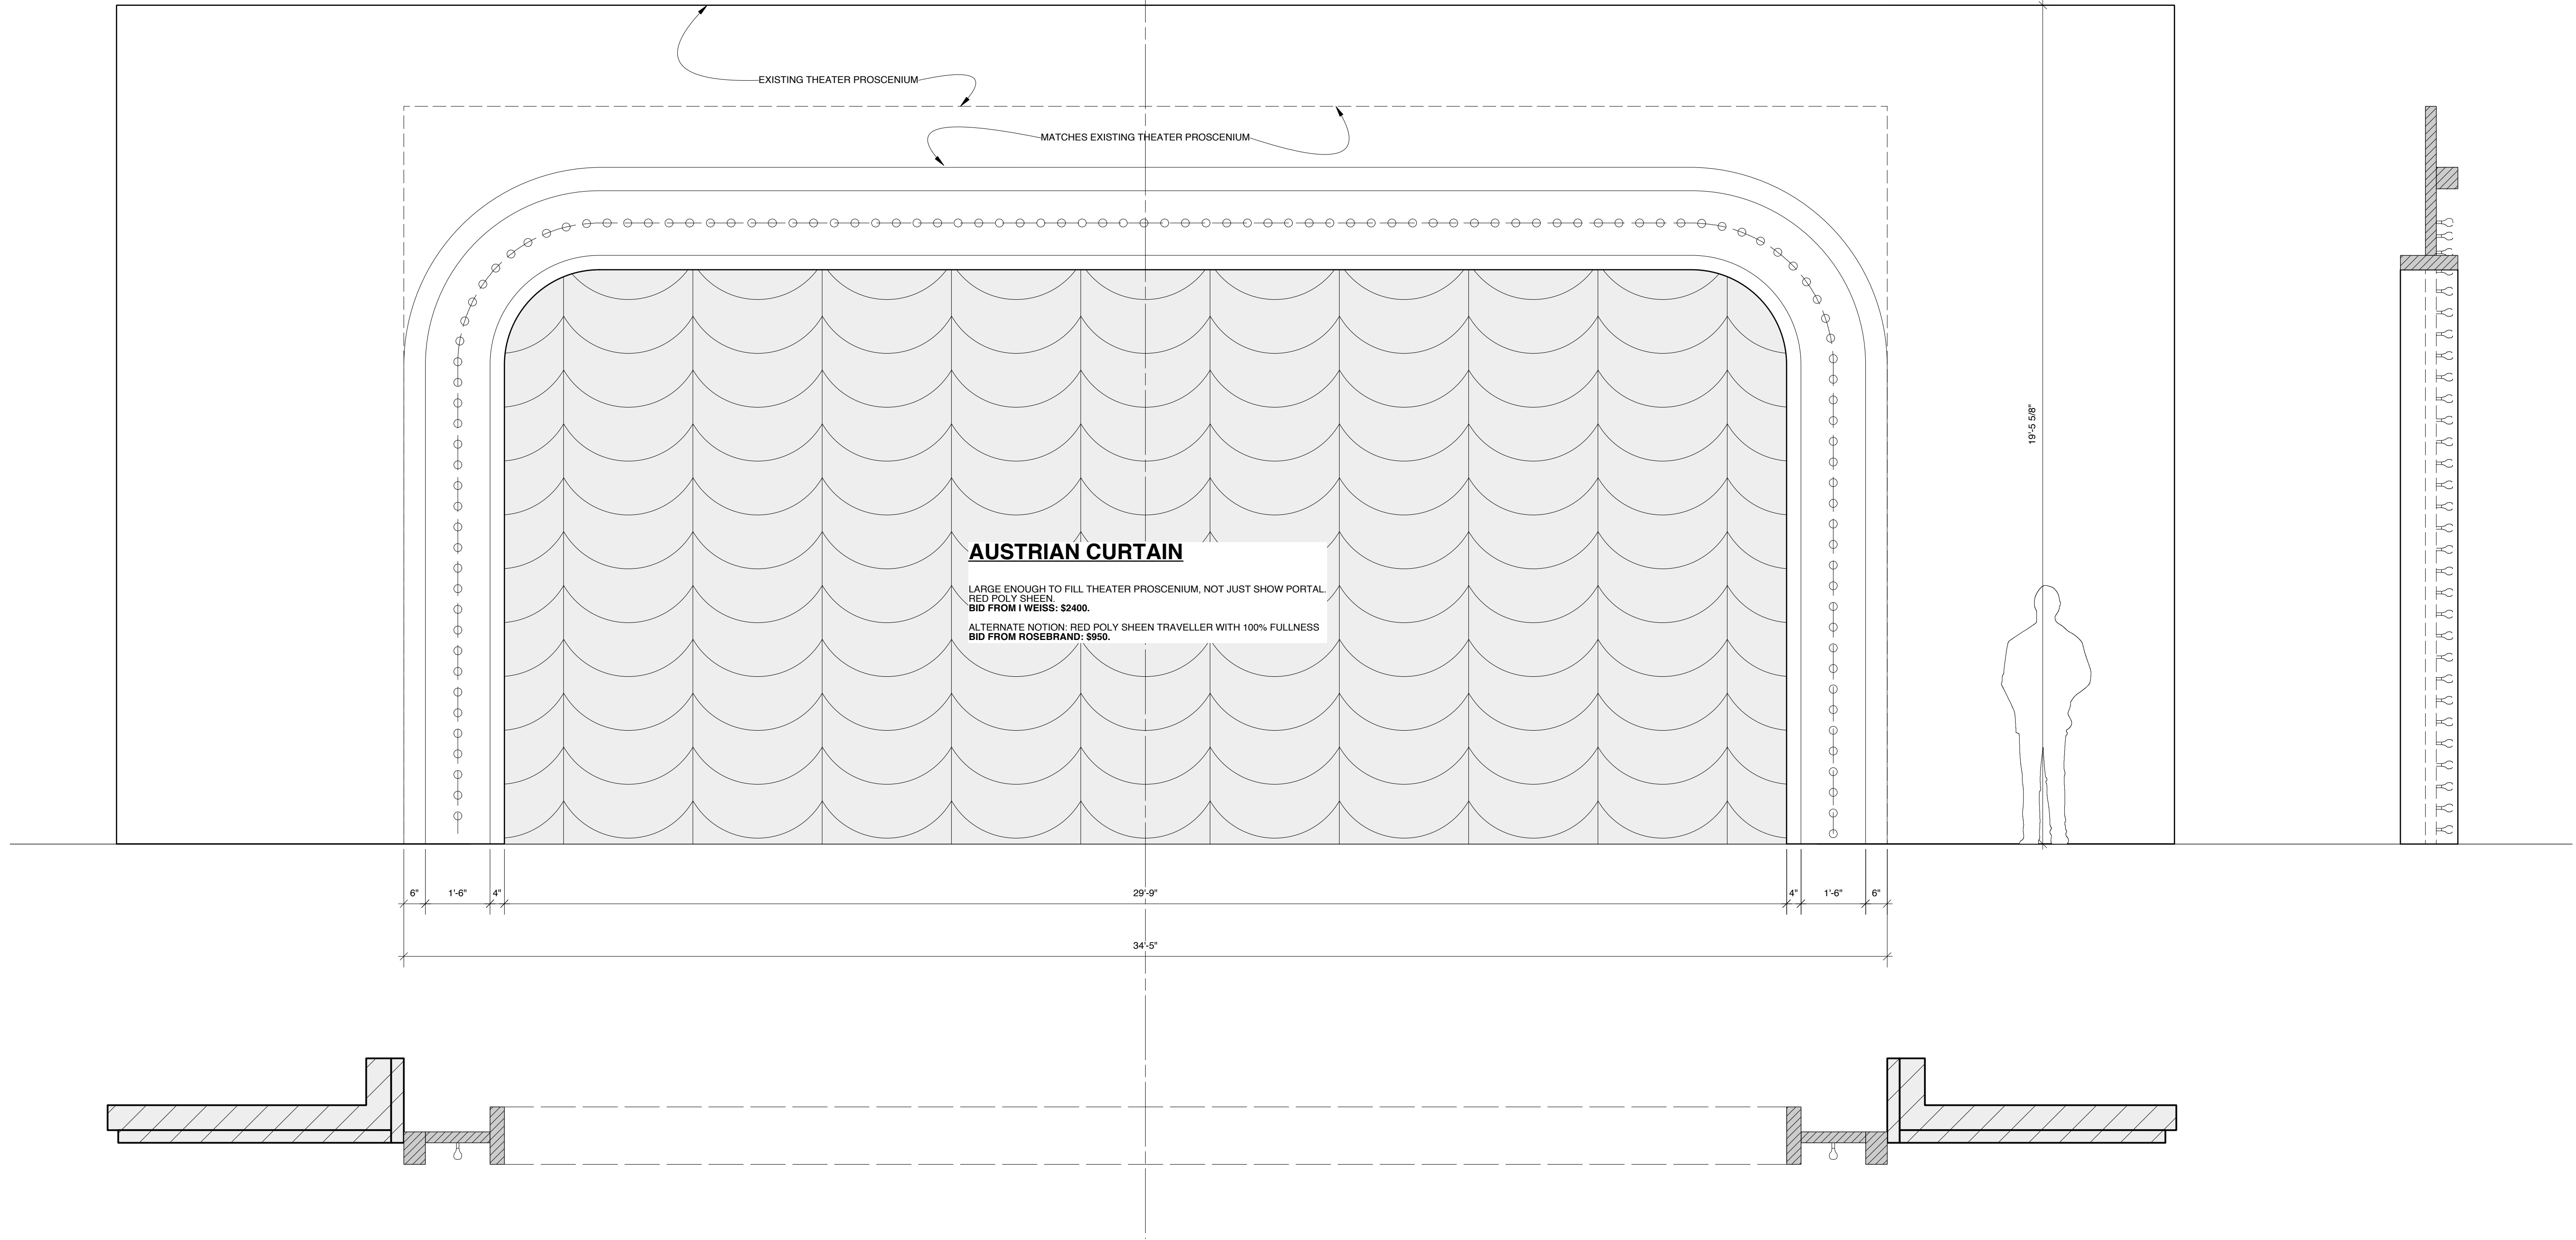 EXISTING THEATER PROSCENIUM
MATCHES EXISTING THEATER PROSCENIUM
19'-5 5/8"
AUSTRIAN CURTAIN
LARGE ENOUGH TO FILL THEATER PROSCENIUM, NOT JUST SHOW PORTAL.
RED POLY SHEEN.
BID FROM I WEISS: $2400.
ALTERNATE NOTION: RED POLY SHEEN TRAVELLER WITH 100% FULLNESS
BID FROM ROSEBRAND: $950.
6" 1'-6" 4" 29'-9" 4" 1'-6" 6"
34'-5"